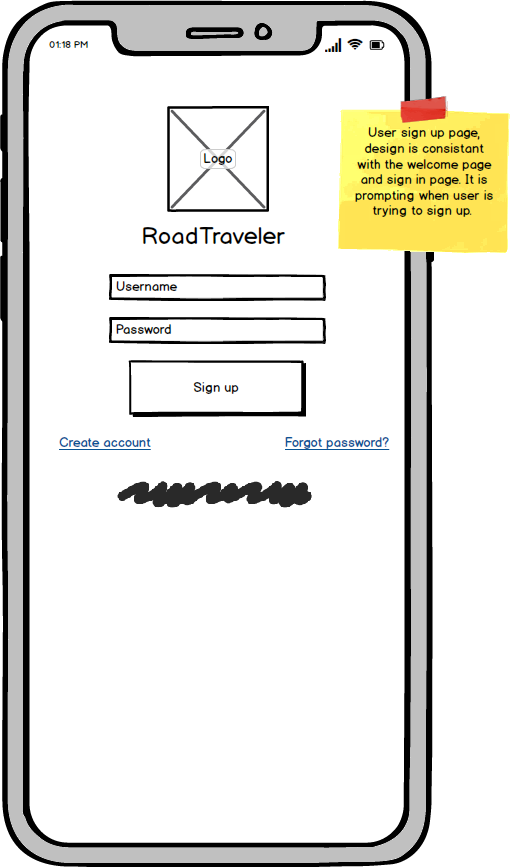 01:18 PM
User sign up page,
design is consistant
with the welcome page
and sign in page. It is
prompting when user is
trying to sign up.
Logo
RoadTraveler
Username
Password
Sign up
Create account
Forgot password?